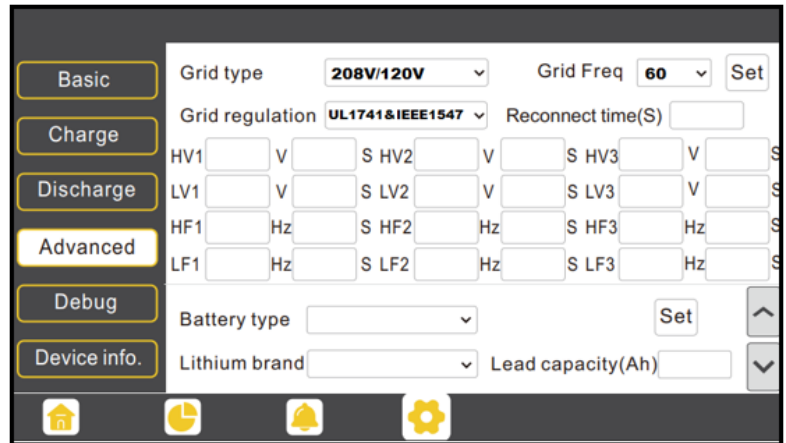 Basic
Charge
Discharge
Advanced
Debug
Device info.
Grid type 208V/120V Grid Freq 60 Set
Grid regulation UL1741&IEEE1547 Reconnect time(S)
HV1 V S HV2 V S HV3 V S
LV1 V S LV2 V S LV3 V S
HF1 Hz S HF2 Hz S HF3 Hz S
LF1 Hz S LF2 Hz S LF3 Hz S
Battery type Set
Lithium brand Lead capacity(Ah)